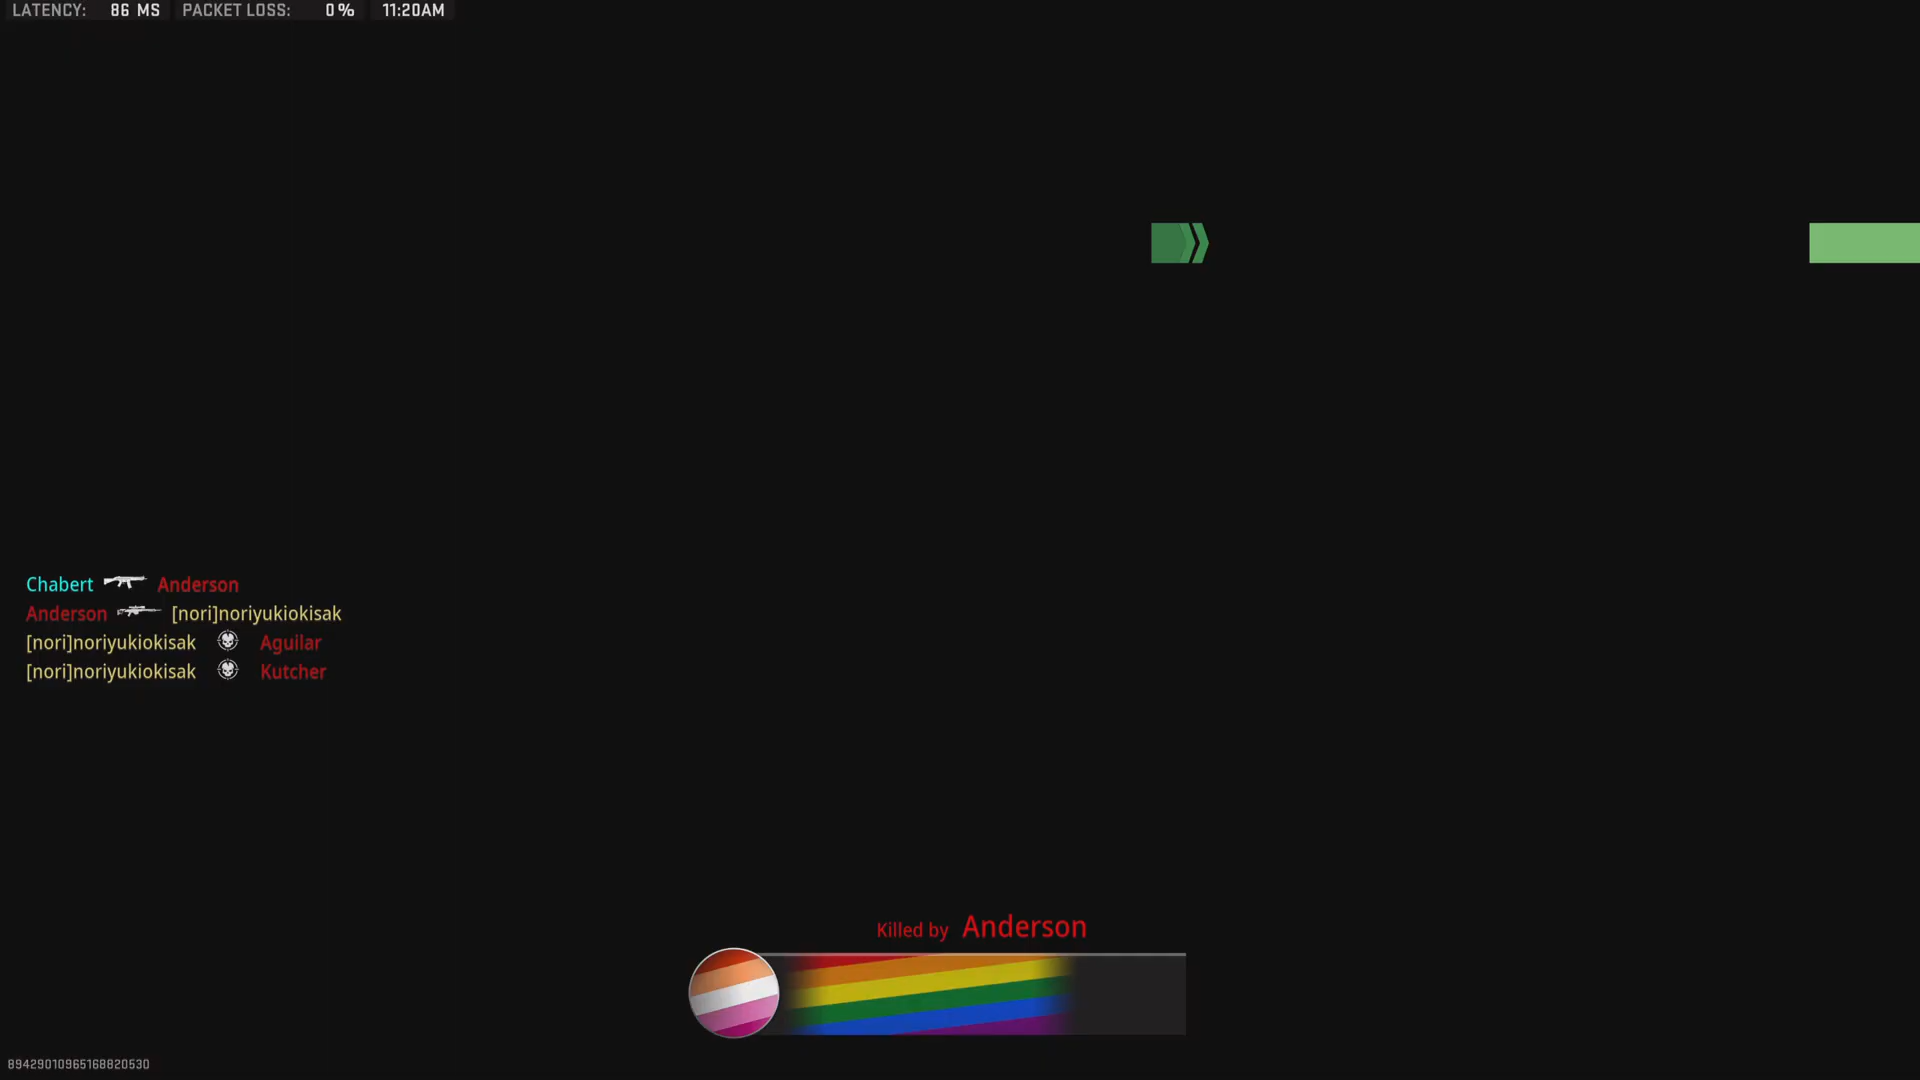 LATENCY: 86 MS PACKET LOSS: 0% 11:20AM
Chabert Anderson
Anderson [nori]noriyukiokisak
[nori]noriyukiokisak Aguilar
[nori]noriyukiokisak Kutcher
Killed by Anderson
89429010965168820530